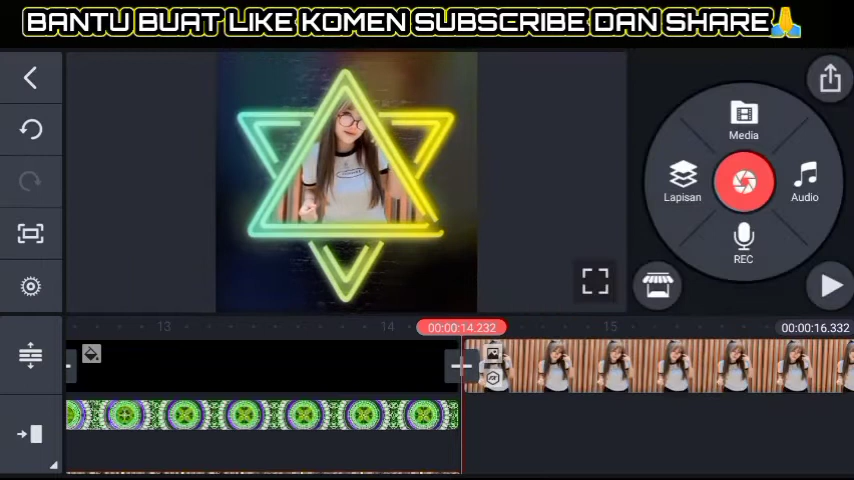 BANTU BUAT LIKE KOMEN SUBSCRIBE DAN SHARE🙏
Media
Lapisan
Audio
REC
13
14
00:00:14.232
15
00:00:16.332